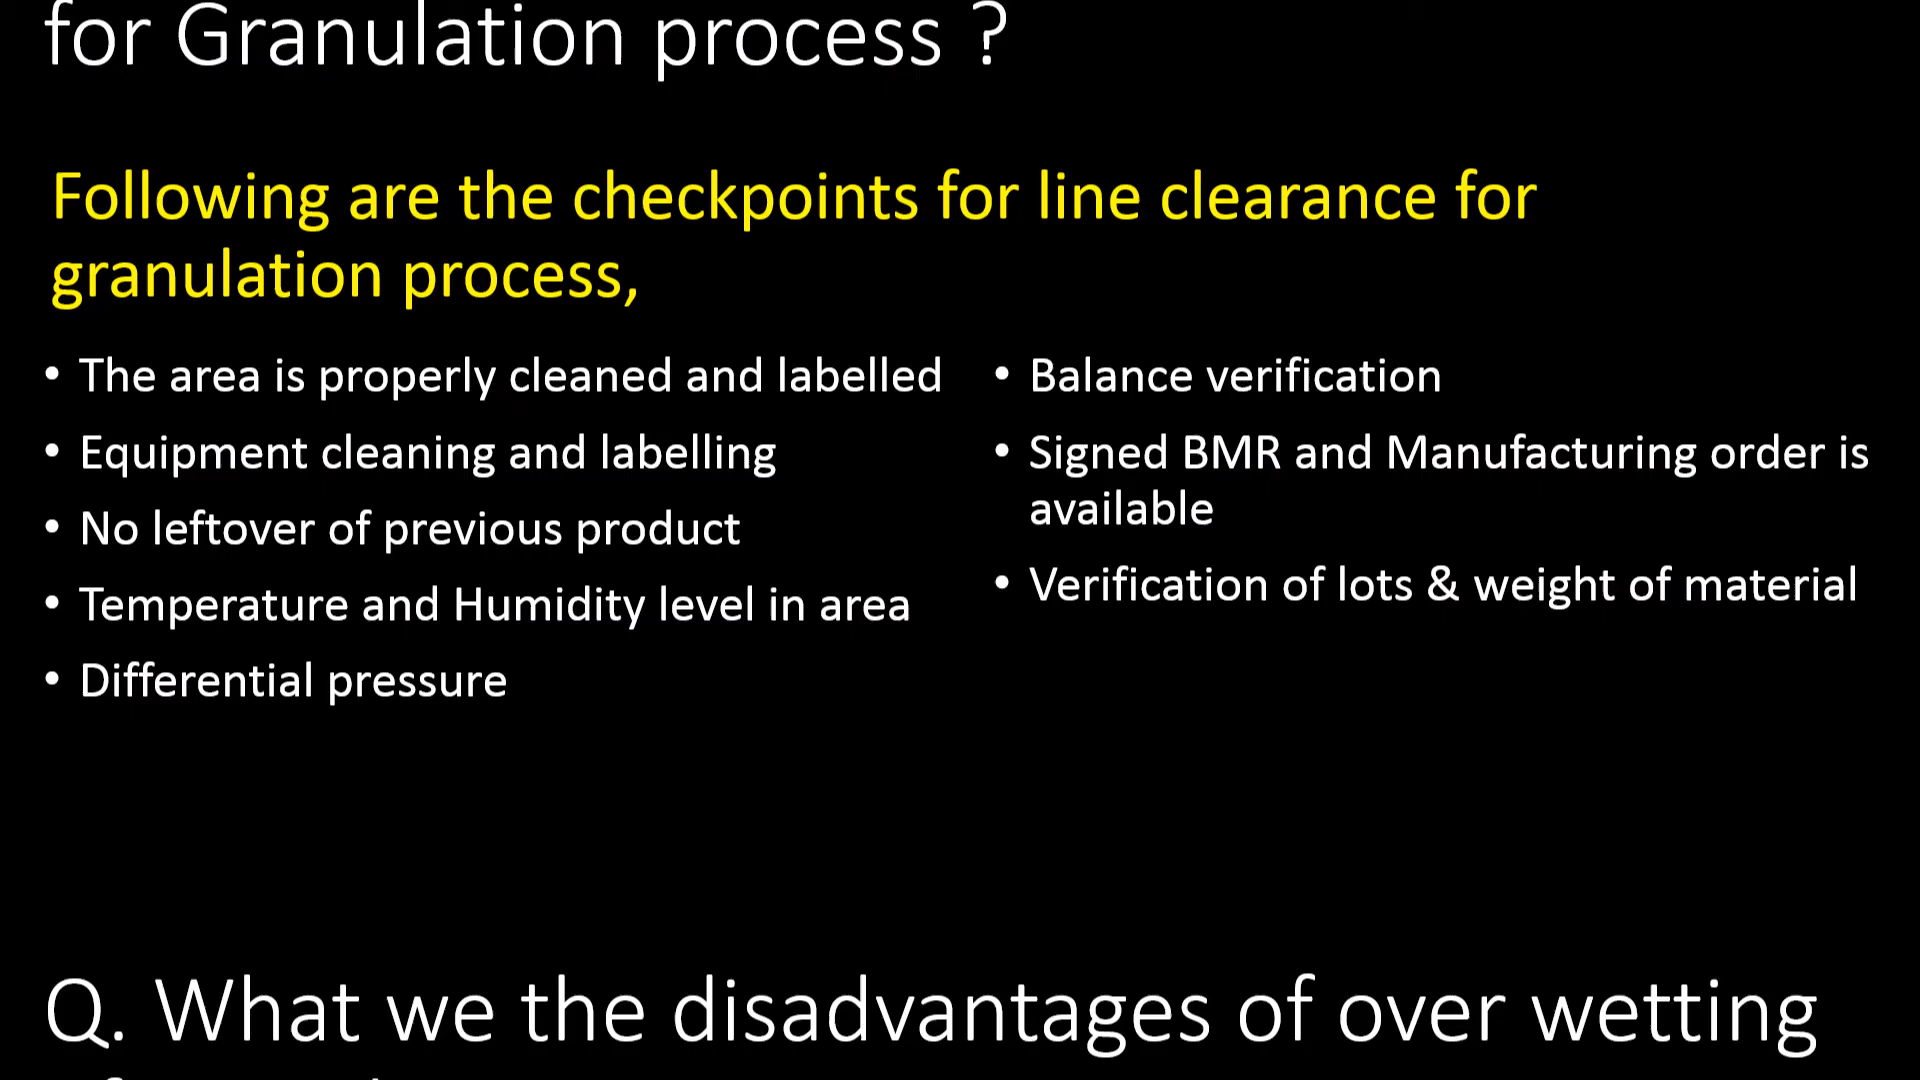 for Granulation process ?
Following are the checkpoints for line clearance for
granulation process,
• The area is properly cleaned and labelled
• Equipment cleaning and labelling
• No leftover of previous product
• Temperature and Humidity level in area
• Differential pressure
• Balance verification
• Signed BMR and Manufacturing order is
available
• Verification of lots & weight of material
Q. What we the disadvantages of over wetting